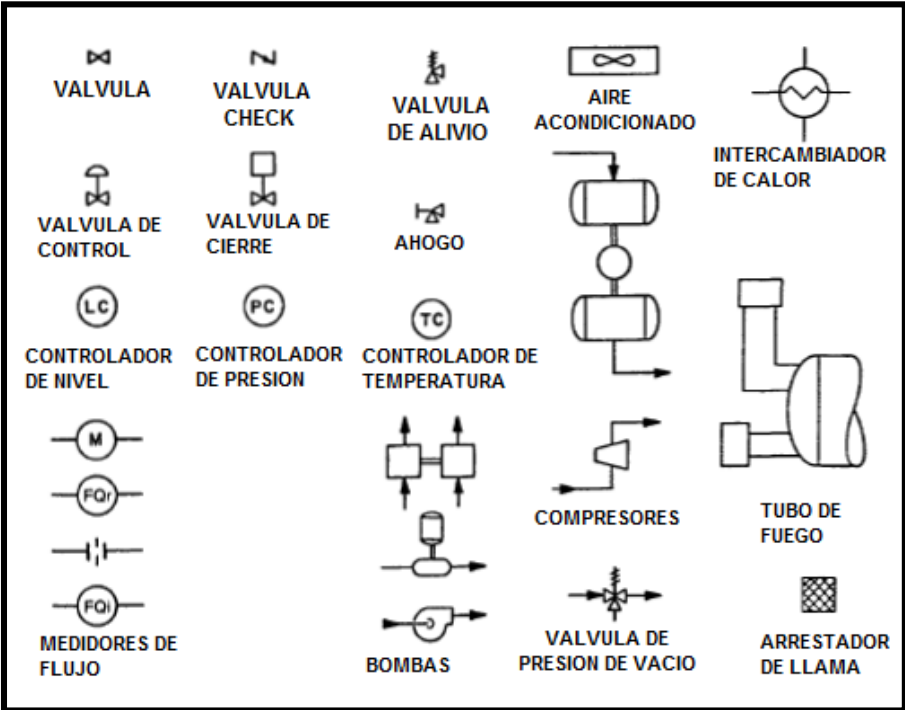 VALVULA
VALVULA
CHECK
VALVULA
DE ALIVIO
AIRE
ACONDICIONADO
INTERCAMBIADOR
DE CALOR
VALVULA DE
CONTROL
VALVULA DE
CIERRE
AHOGO
LC
CONTROLADOR
DE NIVEL
PC
CONTROLADOR
DE PRESION
TC
CONTROLADOR DE
TEMPERATURA
M
FQr
FQi
MEDIDORES DE
FLUJO
BOMBAS
COMPRESORES
VALVULA DE
PRESION DE VACIO
TUBO DE
FUEGO
ARRESTADOR
DE LLAMA